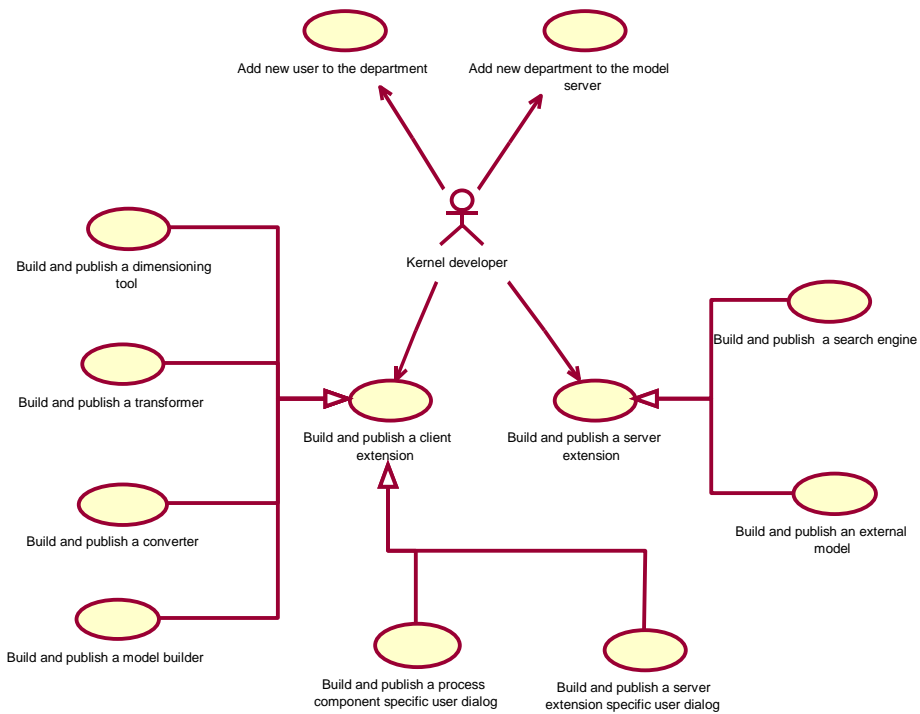 Add new user to the department
Add new department to the model
server
Kernel developer
Build and publish a dimensioning
tool
Build and publish a search engine
Build and publish a transformer
Build and publish a client
extension
Build and publish a server
extension
Build and publish a converter
Build and publish an external
model
Build and publish a model builder
Build and publish a process
component specific user dialog
Build and publish a server
extension specific user dialog